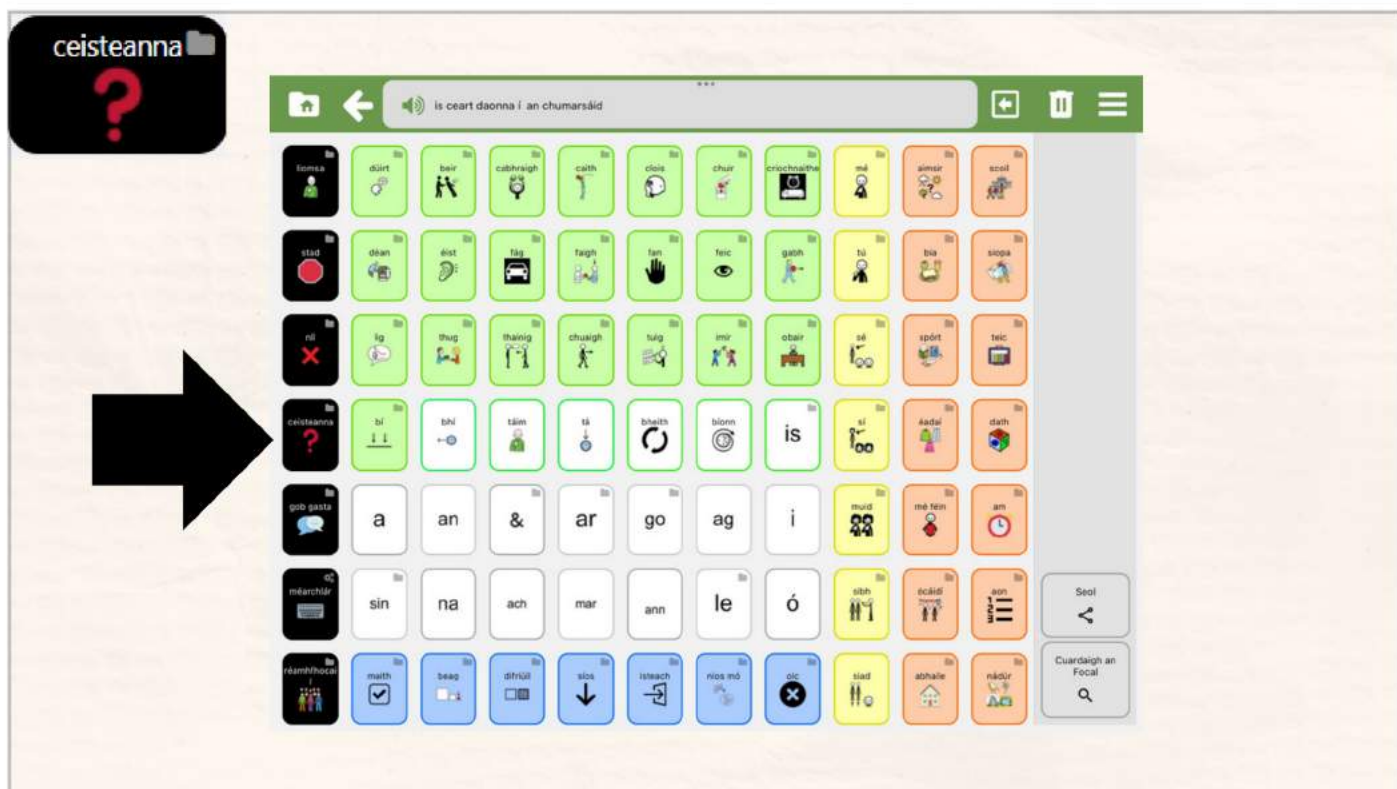 ceisteanna
is ceart daonna í an chumarsáid
liomsa dúirt beir cabhraigh caith clois chuir críochnaithe mé aimsir scoil
stad déan éist fág faigh fan feic gabh tú bia siopa
níl lig thug tháinig chuaigh tuig imir obair sé spórt teic
ceisteanna bí bhí táim tá bheith bíonn is sí éadaí dath
gob gasta a an & ar go ag i muid mé féin am
méarchlár sin na ach mar ann le ó sibh ócáidí aon
Seol
réamhfhocai
l maith beag difriúil síos isteach níos mó olc siad abhaile nádúr
Cuardaigh an
Focal